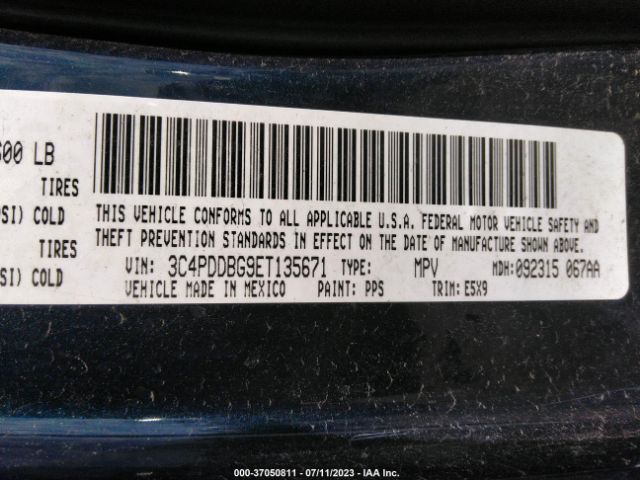 600 LB
TIRES
SI) COLD
TIRES
SI) COLD
THIS VEHICLE CONFORMS TO ALL APPLICABLE U.S.A. FEDERAL MOTOR VEHICLE SAFETY AND
THEFT PREVENTION STANDARDS IN EFFECT ON THE DATE OF MANUFACTURE SHOWN ABOVE.
VIN: 3C4PDDBG9ET135671 TYPE: MPV MDH:092315 067AA
VEHICLE MADE IN MEXICO PAINT: PPS TRIM: E5X9
000-37050811 - 07/11/2023 - IAA Inc.